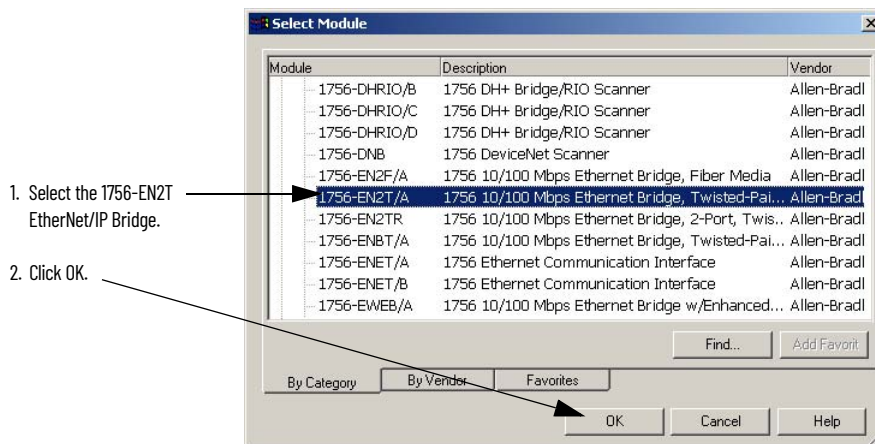 Select Module
Module Description Vendor
1756-DHRIO/B 1756 DH+ Bridge/RIO Scanner Allen-Bradl
1756-DHRIO/C 1756 DH+ Bridge/RIO Scanner Allen-Bradl
1756-DHRIO/D 1756 DH+ Bridge/RIO Scanner Allen-Bradl
1756-DNB 1756 DeviceNet Scanner Allen-Bradl
1756-EN2F/A 1756 10/100 Mbps Ethernet Bridge, Fiber Media Allen-Bradl
1. Select the 1756-EN2T
EtherNet/IP Bridge.
1756-EN2T/A 1756 10/100 Mbps Ethernet Bridge, Twisted-Pai... Allen-Bradl
1756-EN2TR 1756 10/100 Mbps Ethernet Bridge, 2-Port, Twis... Allen-Bradl
1756-ENBT/A 1756 10/100 Mbps Ethernet Bridge, Twisted-Pai... Allen-Bradl
1756-ENET/A 1756 Ethernet Communication Interface Allen-Bradl
2. Click OK.
1756-ENET/B 1756 Ethernet Communication Interface Allen-Bradl
1756-EWEB/A 1756 10/100 Mbps Ethernet Bridge w/Enhanced... Allen-Bradl
Find... Add Favorit
By Category By Vendor Favorites
OK Cancel Help